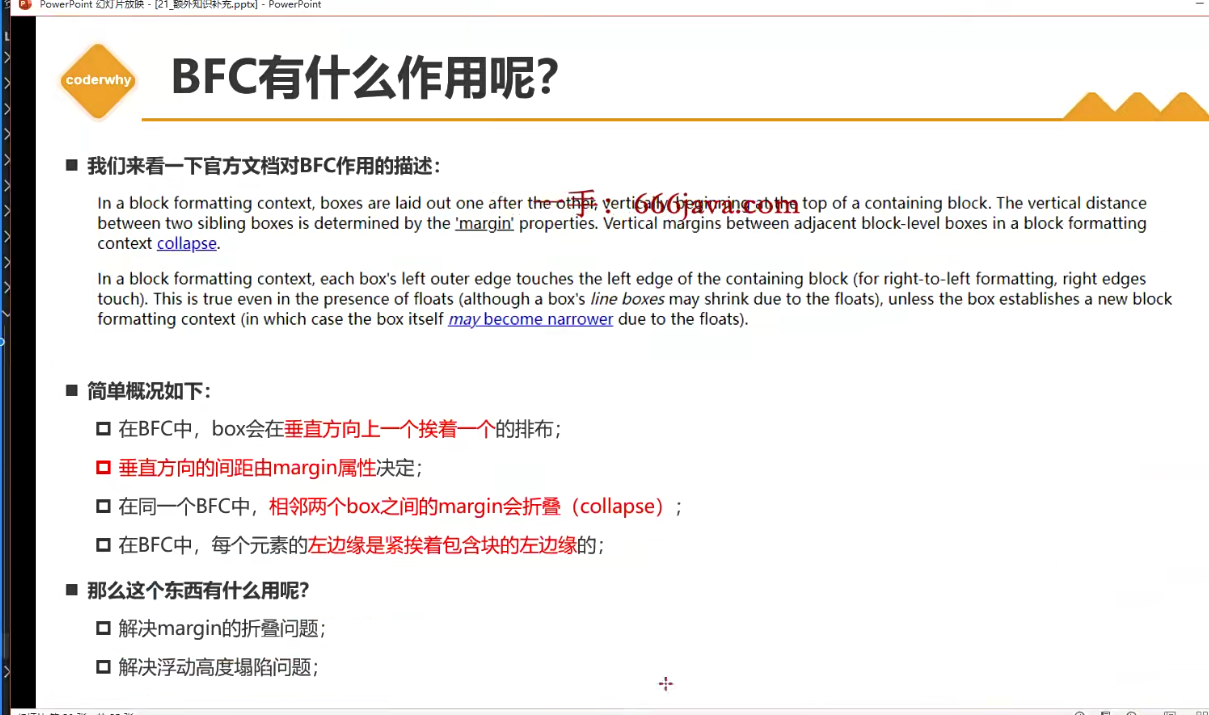 PowerPoint 幻灯片放映 - [21_额外知识补充.pptx] - PowerPoint
coderwhy
BFC有什么作用呢?
■ 我们来看一下官方文档对BFC作用的描述:
In a block formatting context, boxes are laid out one after the other, vertically, beginning at the top of a containing block. The vertical distance
一手: 666java.com
between two sibling boxes is determined by the 'margin' properties. Vertical margins between adjacent block-level boxes in a block formatting
context collapse.
In a block formatting context, each box's left outer edge touches the left edge of the containing block (for right-to-left formatting, right edges
touch). This is true even in the presence of floats (although a box's line boxes may shrink due to the floats), unless the box establishes a new block
formatting context (in which case the box itself may become narrower due to the floats).
■ 简单概况如下:
在BFC中，box会在垂直方向上一个挨着一个的排布;
垂直方向的间距由margin属性决定;
在同一个BFC中，相邻两个box之间的margin会折叠（collapse）;
在BFC中，每个元素的左边缘是紧挨着包含块的左边缘的;
■ 那么这个东西有什么用呢?
解决margin的折叠问题;
解决浮动高度塌陷问题;